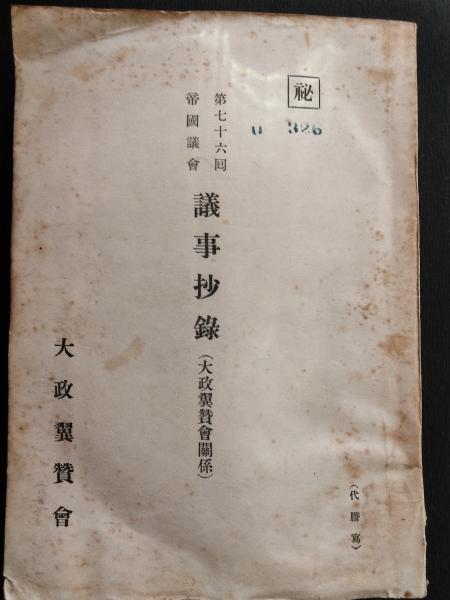 祕
u 326
第七十六囘
帝國議會
議事抄錄(大政翼贊會關係)
大政翼贊會
(代謄寫)